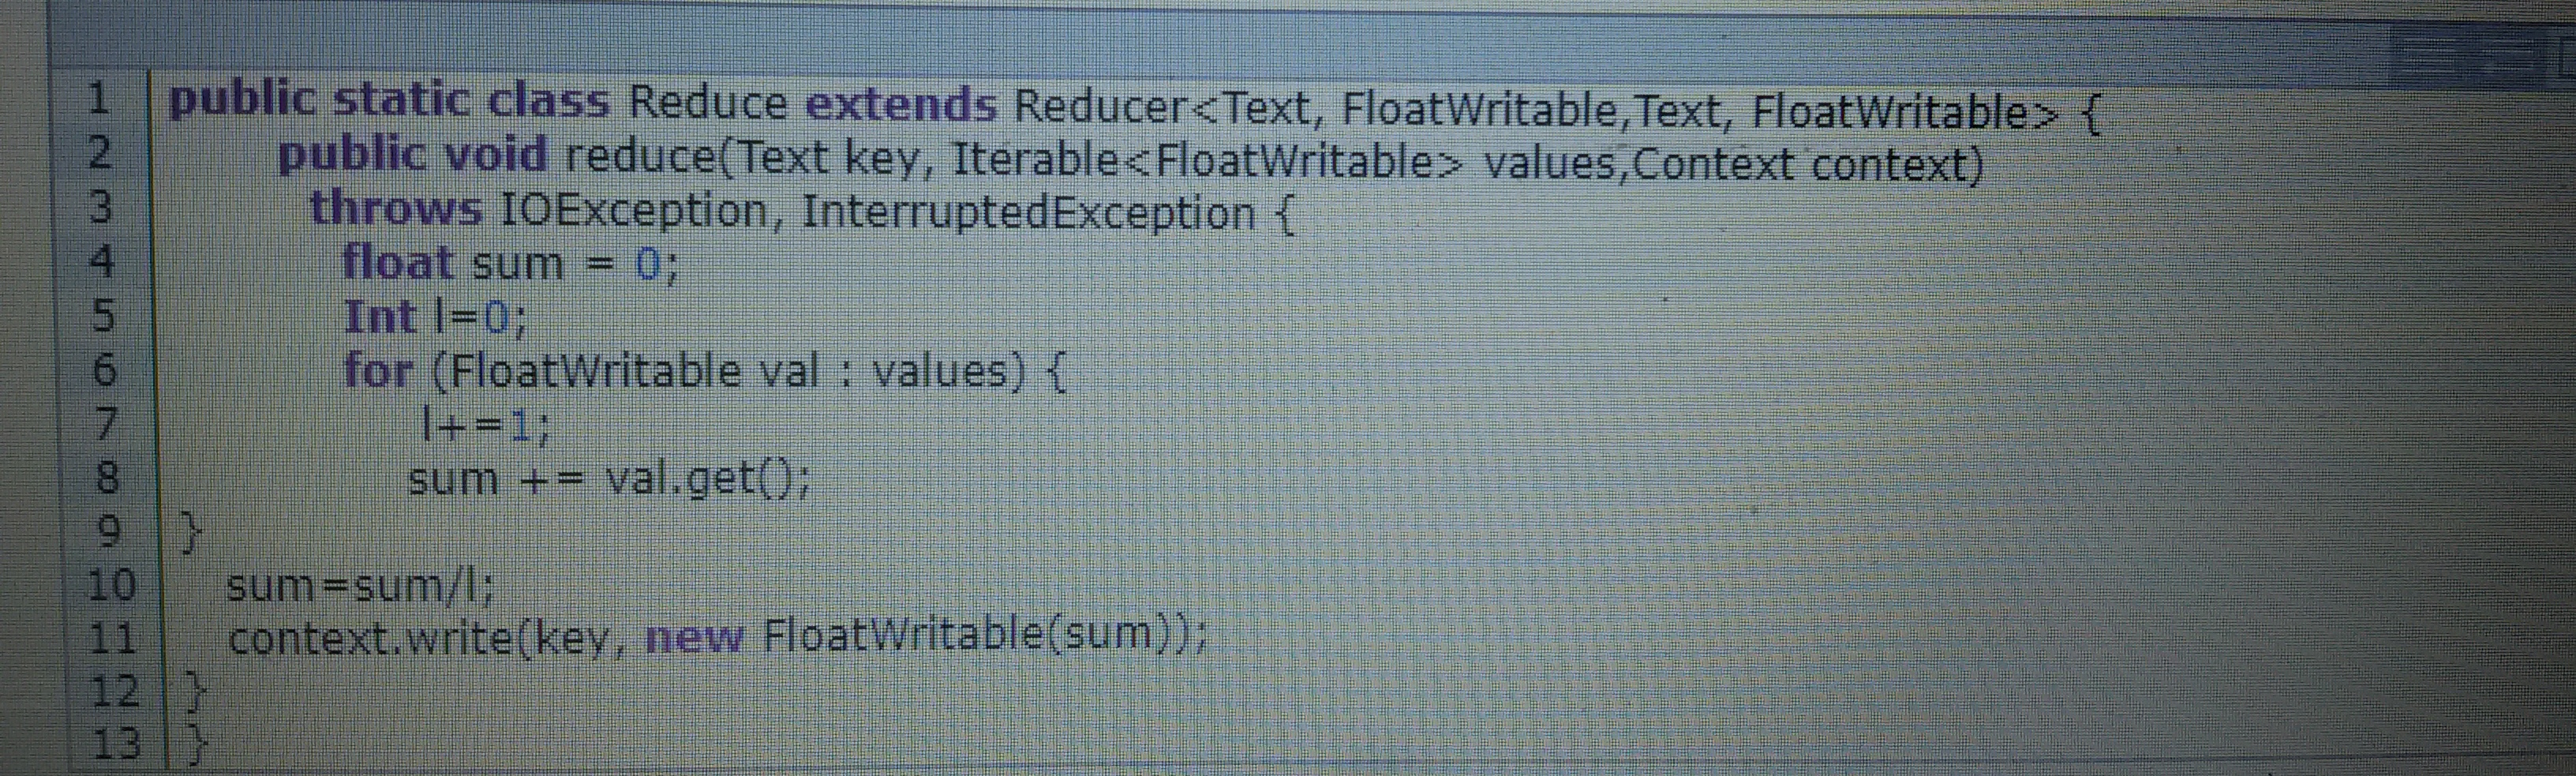 1 public static class Reduce extends Reducer<Text, FloatWritable,Text, FloatWritable> {
2 public void reduce(Text key, Iterable<FloatWritable> values,Context context)
3 throws IOException, InterruptedException {
4 float sum = 0;
5 Int l=0;
6 for (FloatWritable val : values) {
7 l+=1;
8 sum += val.get();
9 }
10 sum=sum/l;
11 context.write(key, new FloatWritable(sum));
12 }
13 }